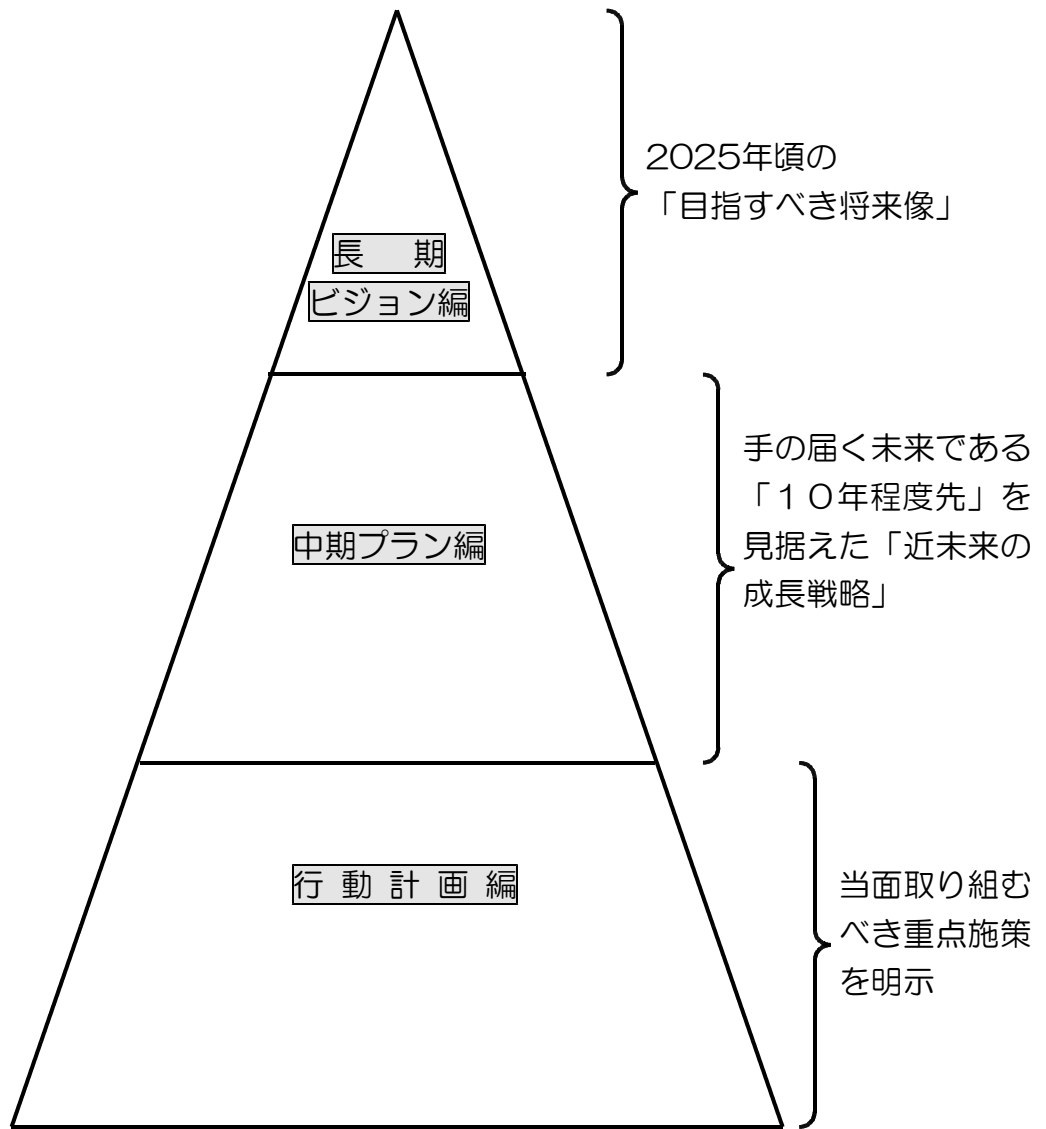 2025年頃の
「目指すべき将来像」
長　期
ビジョン編
手の届く未来である
「１０年程度先」を
見据えた「近未来の
成長戦略」
中期プラン編
行 動 計 画 編
当面取り組む
べき重点施策
を明示